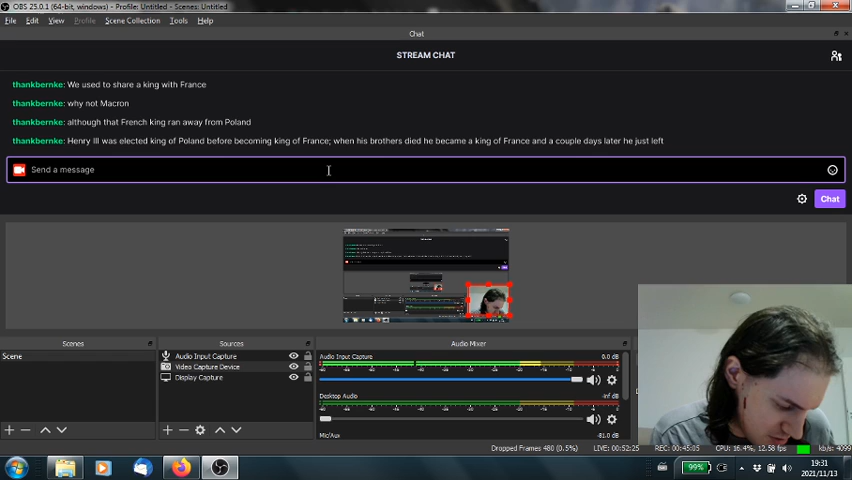 OBS 25.0.1 (64-bit, windows) - Profile: Untitled - Scenes: Untitled
File Edit View Profile Scene Collection Tools Help
Chat
STREAM CHAT
thankbernke: We used to share a king with France
thankbernke: why not Macron
thankbernke: although that French king ran away from Poland
thankbernke: Henry III was elected king of Poland before becoming king of France; when his brothers died he became a king of France and a couple days later he just left
Send a message
Chat
Scenes Sources Audio Mixer
Scene
Audio Input Capture
Video Capture Device
Display Capture
Audio Input Capture 0.0 dB
Desktop Audio -inf dB
Mic/Aux -81.0 dB
Dropped Frames 480 (0.5%) LIVE: 00:52:25 REC: 00:45:05 CPU: 16.4%, 12.58 fps kb/s: 4099
99%
19:31
2021/11/13